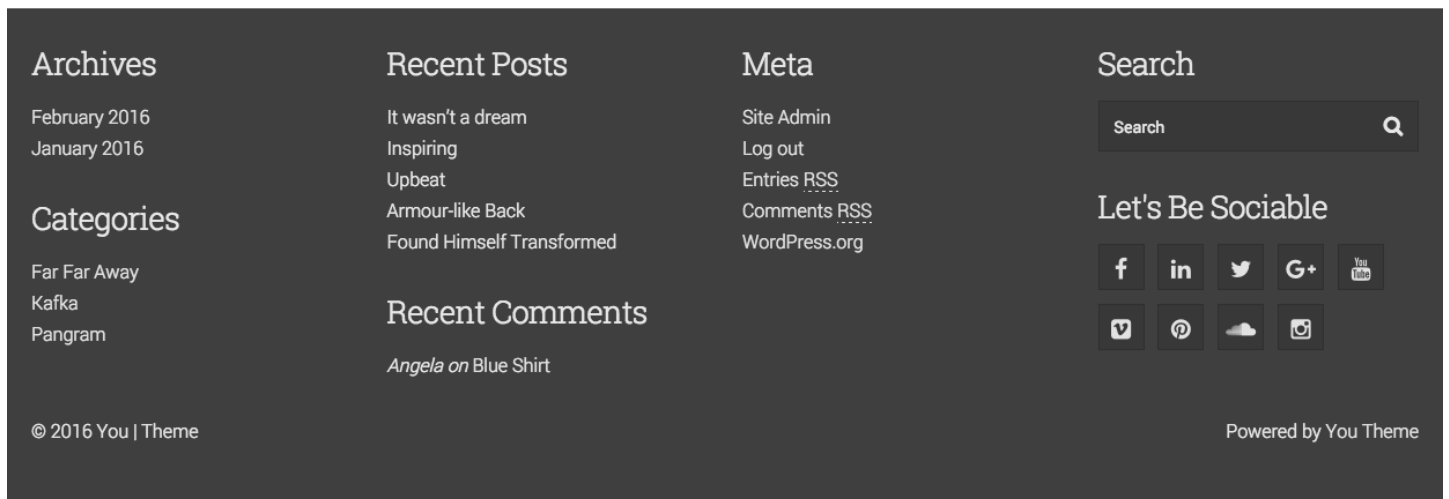 Archives
February 2016
January 2016
Categories
Far Far Away
Kafka
Pangram
Recent Posts
It wasn’t a dream
Inspiring
Upbeat
Armour-like Back
Found Himself Transformed
Recent Comments
Angela on Blue Shirt
Meta
Site Admin
Log out
Entries RSS
Comments RSS
WordPress.org
Search
Search
Let's Be Sociable
f
in
G+
You
Tube
© 2016 You | Theme
Powered by You Theme